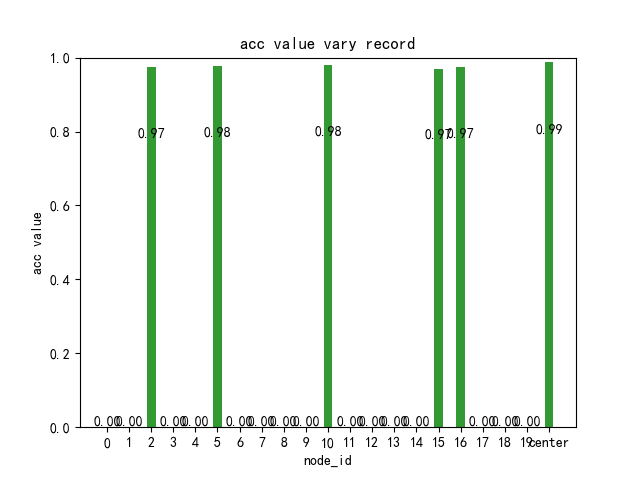 acc value vary record
1.0
0.8
0.6
0.4
0.2
0.0
acc value
0.97 0.98 0.98 0.97 0.97 0.99
0.00 0.00 0.00 0.00 0.00 0.00 0.00 0.00 0.00 0.00 0.00 0.00 0.00 0.00 0.00
0 1 2 3 4 5 6 7 8 9 10 11 12 13 14 15 16 17 18 19 center
node_id